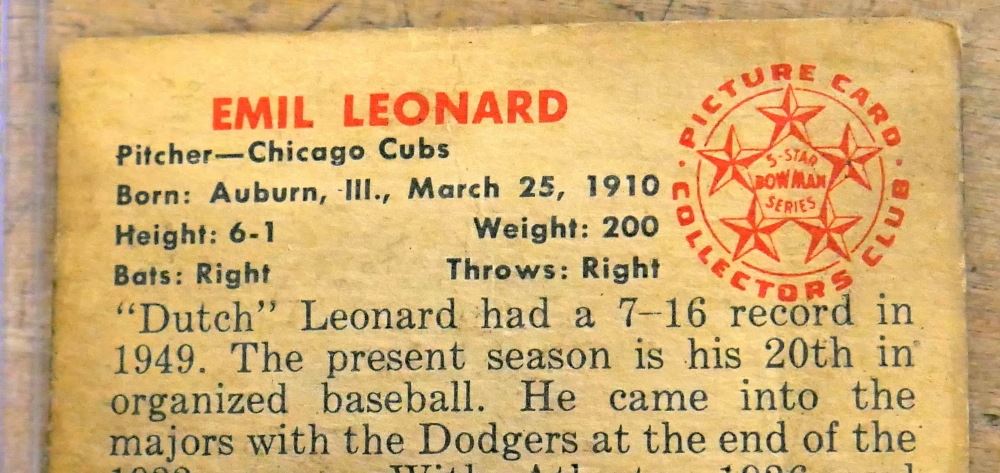 EMIL LEONARD
Pitcher—Chicago Cubs
Born: Auburn, Ill., March 25, 1910
Height: 6-1 Weight: 200
Bats: Right Throws: Right
PICTURE CARD
COLLECTORS CLUB
5-STAR
BOWMAN
SERIES
"Dutch" Leonard had a 7–16 record in
1949. The present season is his 20th in
organized baseball. He came into the
majors with the Dodgers at the end of the
With